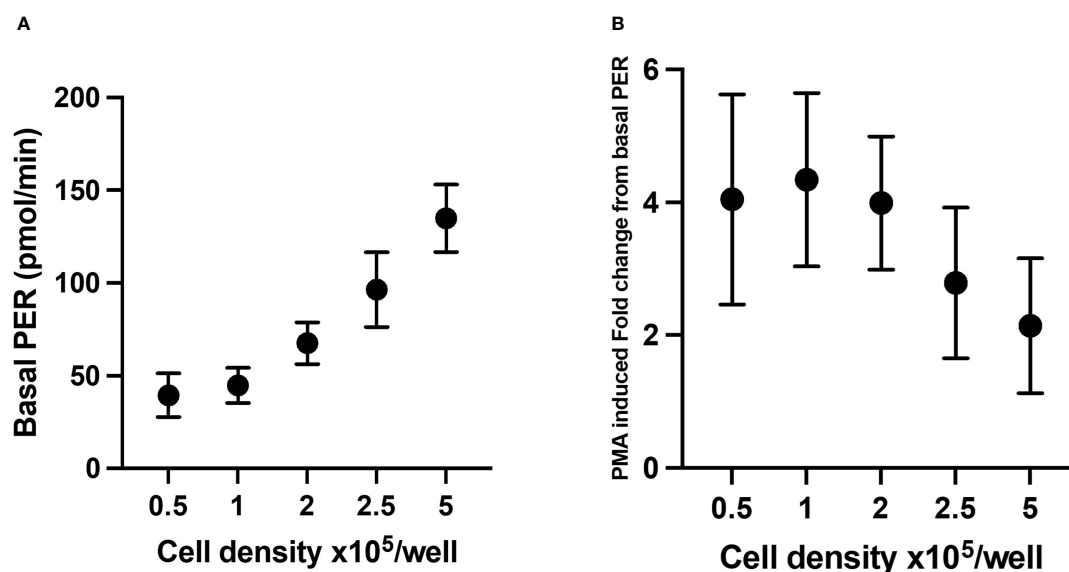 A
Basal PER (pmol/min)
200
150
100
50
0
0.5 1 2 2.5 5
Cell density x10⁵/well
B
PMA induced Fold change from basal PER
6
4
2
0
0.5 1 2 2.5 5
Cell density x10⁵/well